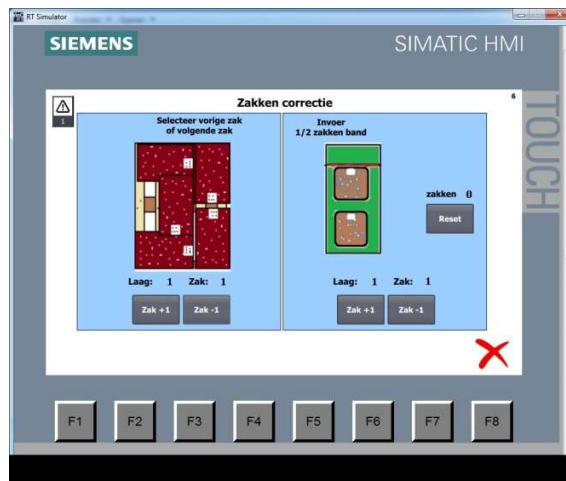 RT Simulator
SIEMENS
SIMATIC HMI
TOUCH
Zakken correctie
6
1
Selecteer vorige zak
of volgende zak
Laag: 1 Zak: 1
Zak +1 Zak -1
Invoer
1/2 zakken band
zakken 0
Reset
Laag: 1 Zak: 1
Zak +1 Zak -1
F1 F2 F3 F4 F5 F6 F7 F8